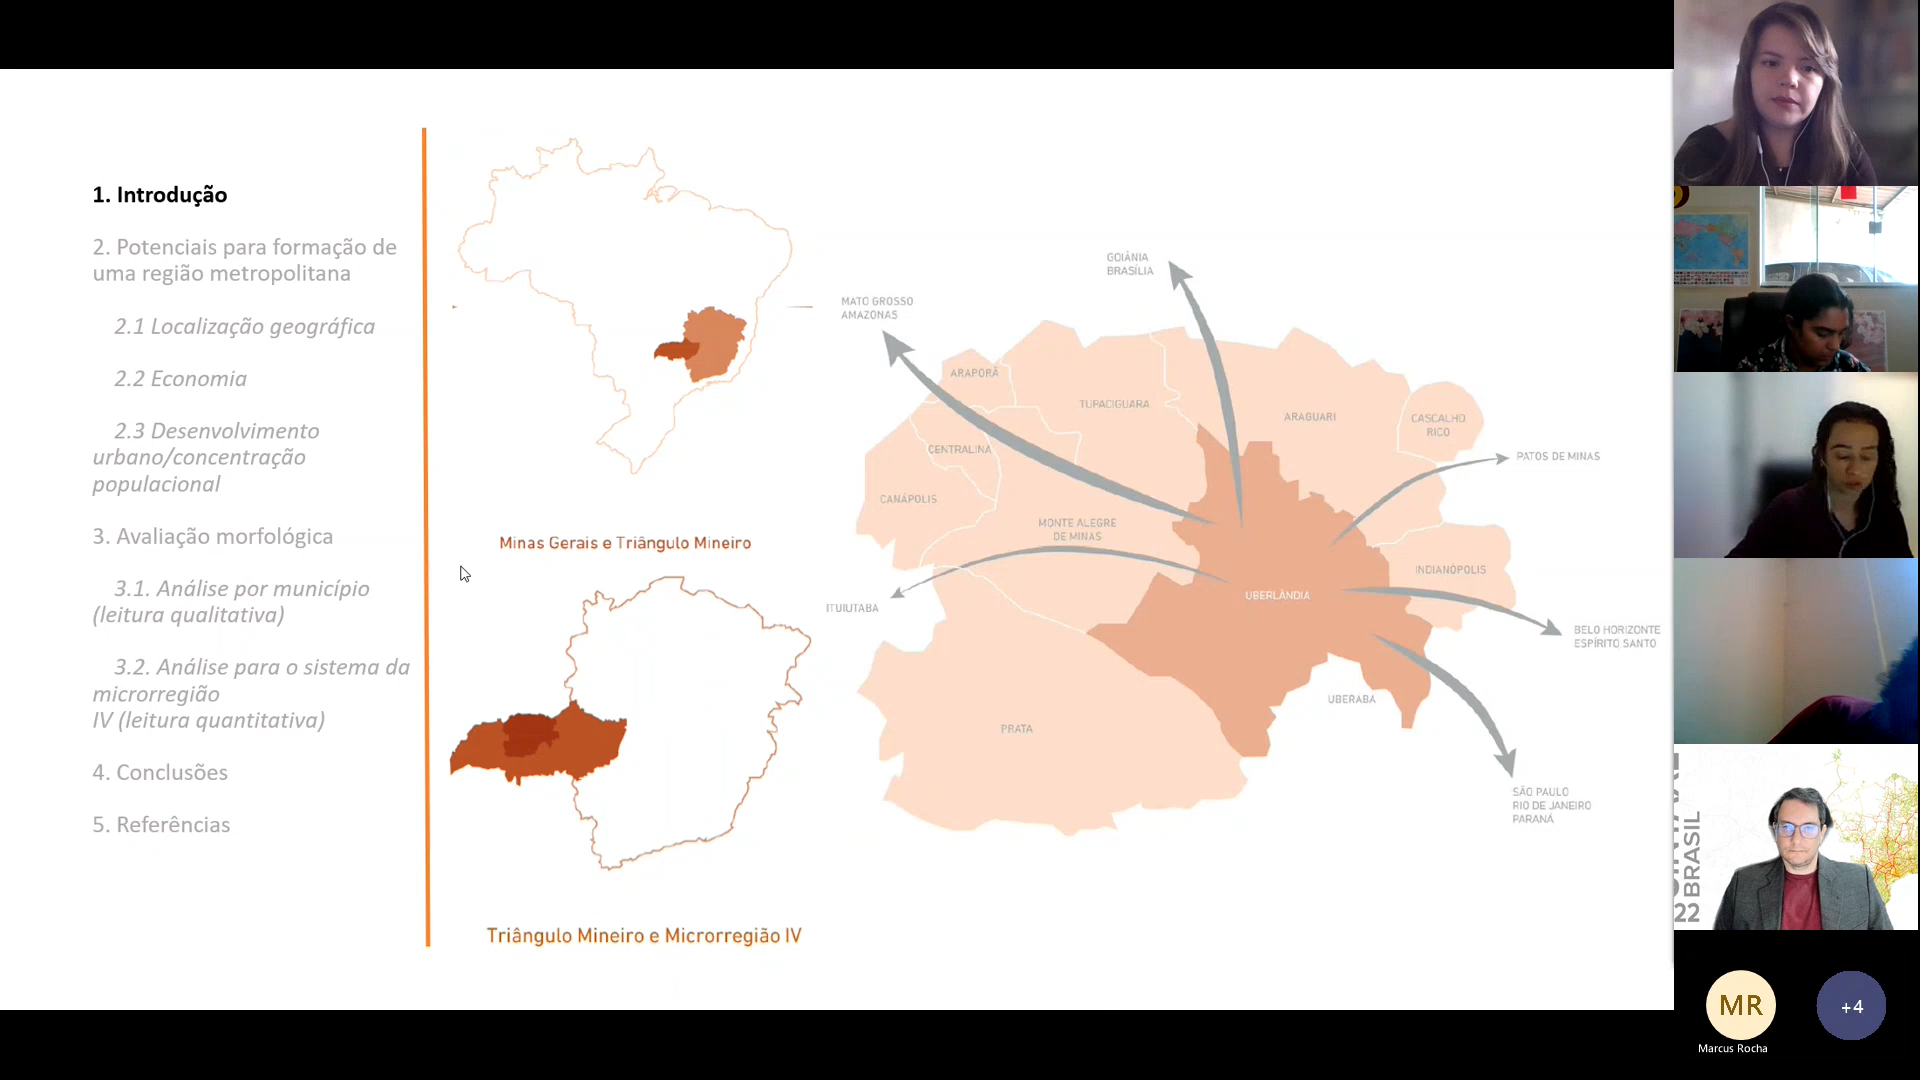 1. Introdução
2. Potenciais para formação de
uma região metropolitana
2.1 Localização geográfica
2.2 Economia
2.3 Desenvolvimento
urbano/concentração
populacional
3. Avaliação morfológica
3.1. Análise por município
(leitura qualitativa)
3.2. Análise para o sistema da
microrregião
IV (leitura quantitativa)
4. Conclusões
5. Referências
Minas Gerais e Triângulo Mineiro
Triângulo Mineiro e Microrregião IV
GOIÂNIA
BRASÍLIA
MATO GROSSO
AMAZONAS
ARAPORÃ
TUPACIGUARA
ARAGUARI
CASCALHO
RICO
CENTRALINA
PATOS DE MINAS
CANÁPOLIS
MONTE ALEGRE
DE MINAS
INDIANÓPOLIS
UBERLÂNDIA
ITUIUTABA
BELO HORIZONTE
ESPÍRITO SANTO
UBERABA
PRATA
SÃO PAULO
RIO DE JANEIRO
PARANÁ
22 BRASIL
MR
+4
Marcus Rocha